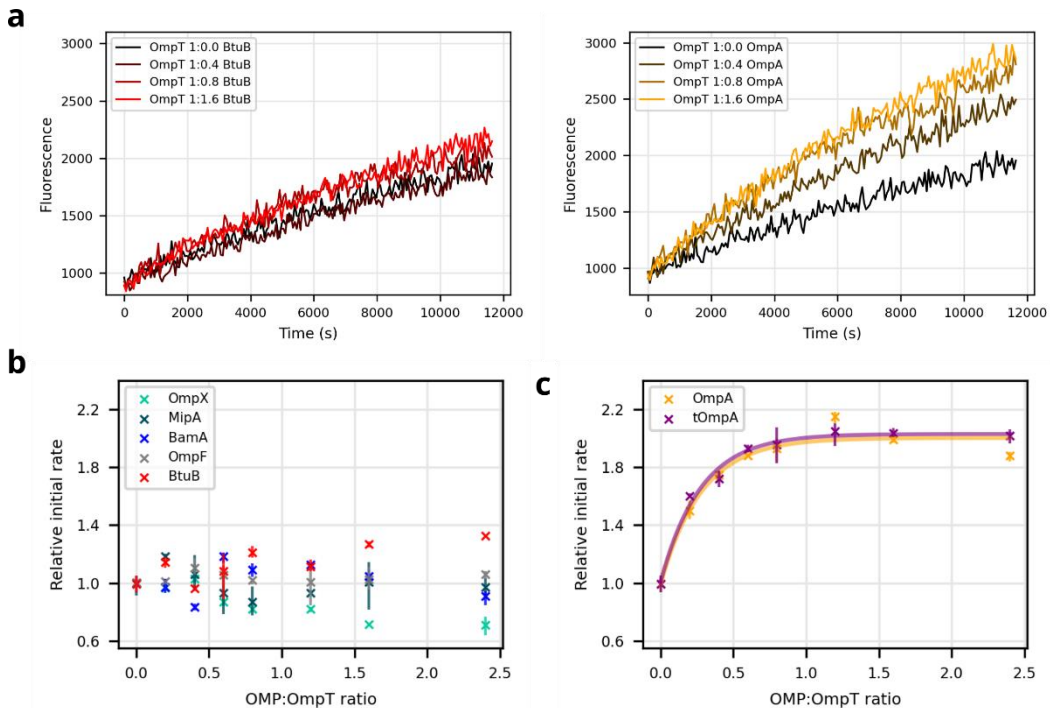 a
OmpT 1:0.0 BtuB
OmpT 1:0.4 BtuB
OmpT 1:0.8 BtuB
OmpT 1:1.6 BtuB
3000
2500
2000
1500
1000
Fluorescence
0 2000 4000 6000 8000 10000 12000
Time (s)
OmpT 1:0.0 OmpA
OmpT 1:0.4 OmpA
OmpT 1:0.8 OmpA
OmpT 1:1.6 OmpA
3000
2500
2000
1500
1000
Fluorescence
0 2000 4000 6000 8000 10000 12000
Time (s)
b
OmpX
MipA
BamA
OmpF
BtuB
2.2
1.8
1.4
1.0
0.6
Relative initial rate
0.0 0.5 1.0 1.5 2.0 2.5
OMP:OmpT ratio
c
OmpA
tOmpA
2.2
1.8
1.4
1.0
0.6
Relative initial rate
0.0 0.5 1.0 1.5 2.0 2.5
OMP:OmpT ratio